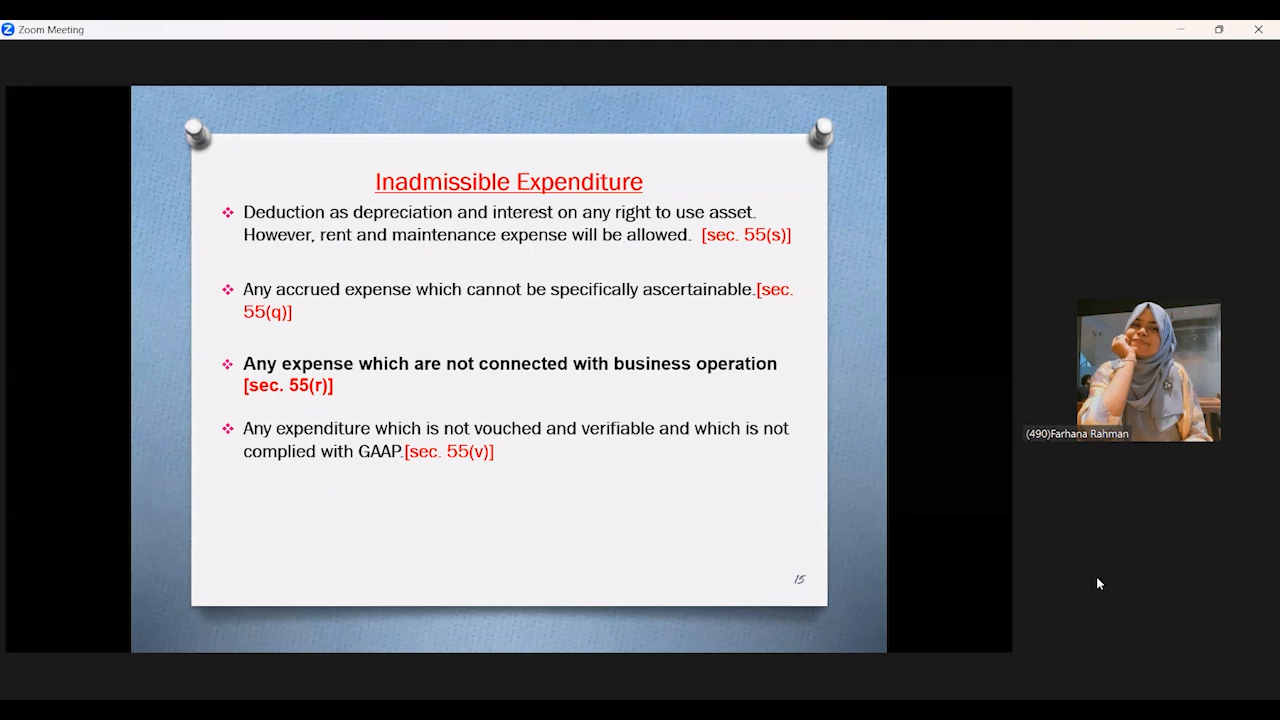 Zoom Meeting
Inadmissible Expenditure
Deduction as depreciation and interest on any right to use asset.
However, rent and maintenance expense will be allowed. [sec. 55(s)]
Any accrued expense which cannot be specifically ascertainable.[sec.
55(q)]
Any expense which are not connected with business operation
[sec. 55(r)]
Any expenditure which is not vouched and verifiable and which is not
complied with GAAP.[sec. 55(v)]
15
(490)Farhana Rahman